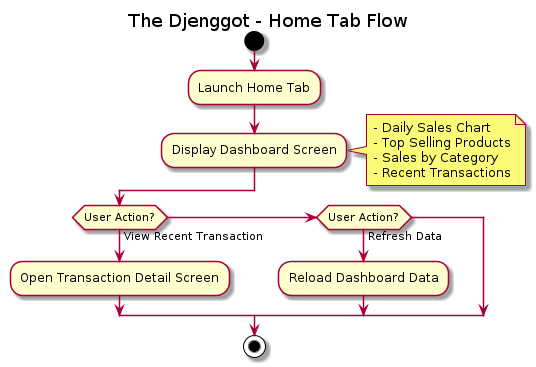 The Djenggot - Home Tab Flow
Launch Home Tab
Display Dashboard Screen
- Daily Sales Chart
- Top Selling Products
- Sales by Category
- Recent Transactions
User Action?
View Recent Transaction
User Action?
Refresh Data
Open Transaction Detail Screen
Reload Dashboard Data